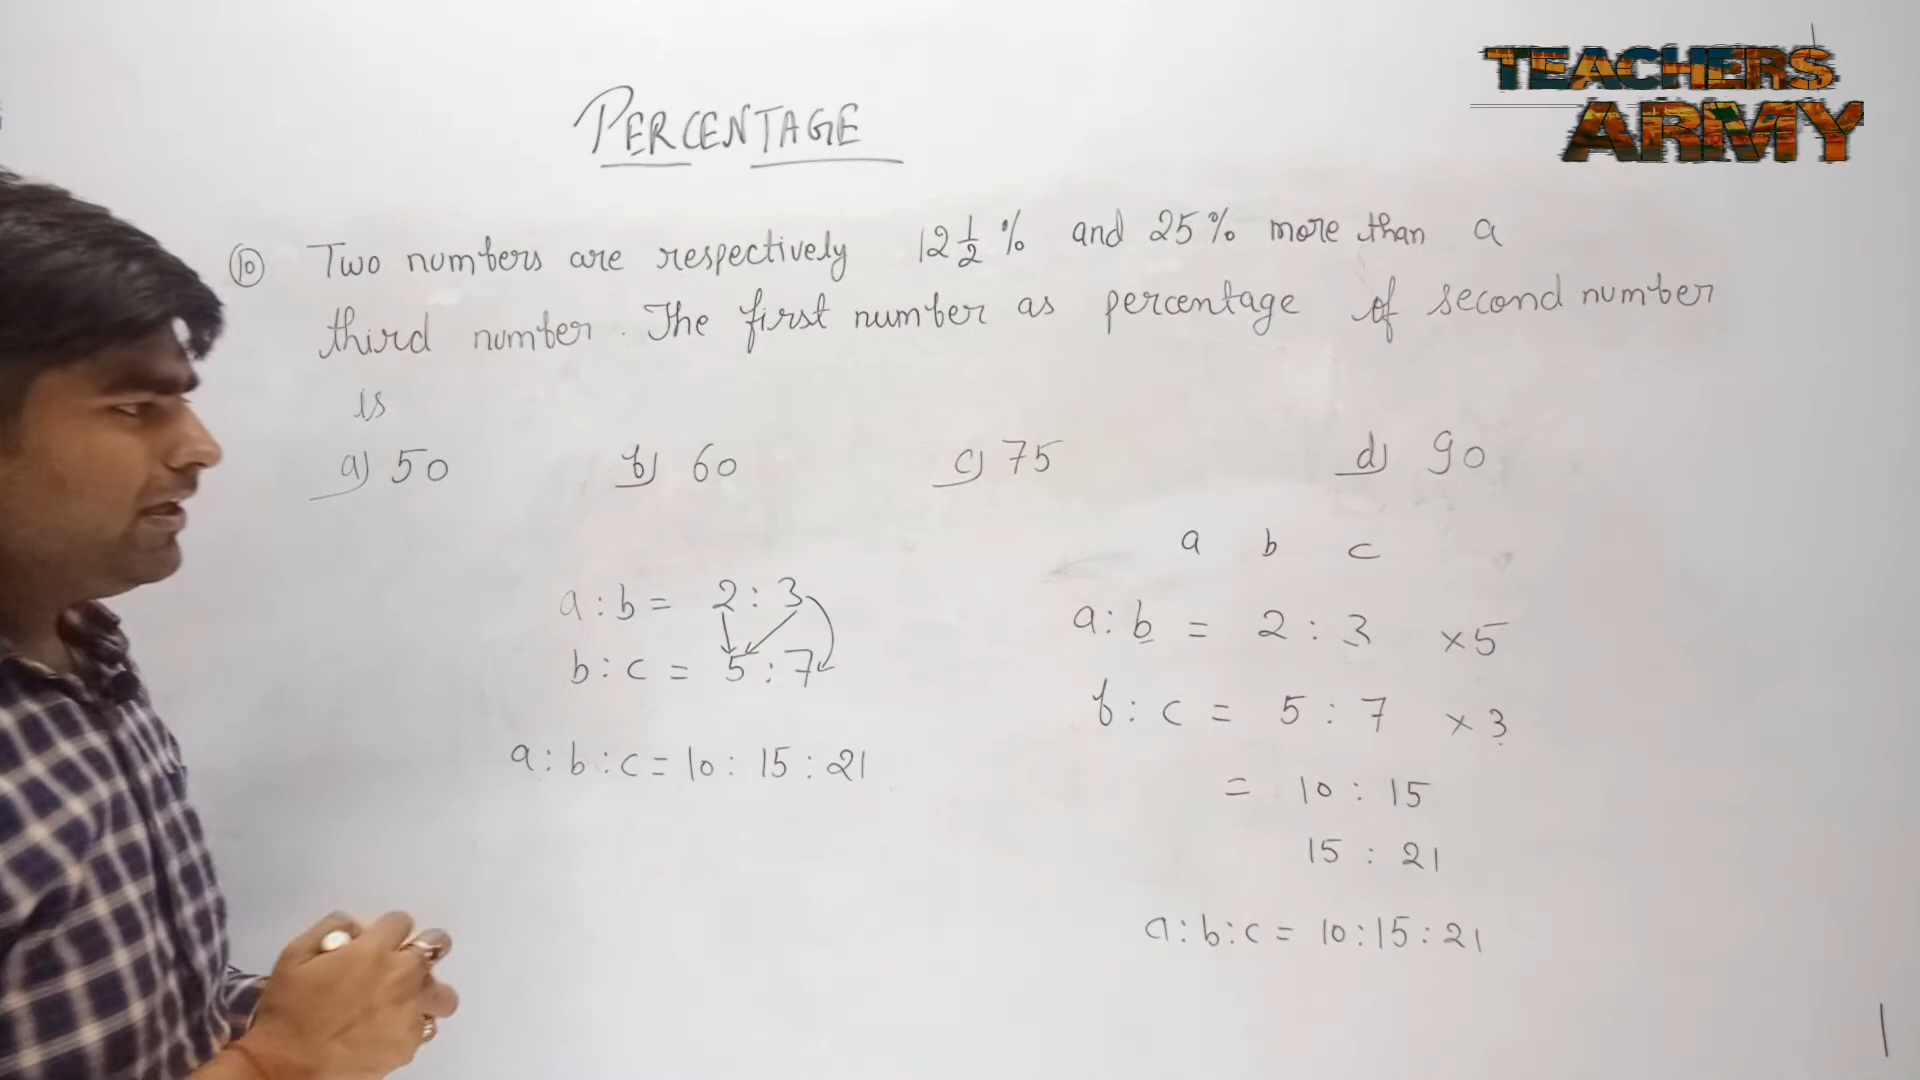 TEACHERS
ARMY
PERCENTAGE
(10) Two numbers are respectively 12 1/2 % and 25% more than a
third number. The first number as percentage of second number
is
a) 50 b) 60 c) 75 d) 90
a : b = 2 : 3
b : c = 5 : 7
a : b : c = 10 : 15 : 21
a b c
a : b = 2 : 3 ×5
b : c = 5 : 7 ×3
= 10 : 15
15 : 21
a : b : c = 10 : 15 : 21